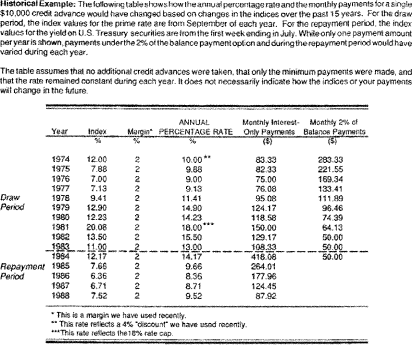 Historical Example: The following table shows how the annual percentage rate and the monthly payments for a single
$10,000 credit advance would have changed based on changes in the indices over the past 15 years. For the draw
period, the index values for the prime rate are from September of each year. For the repayment period, the index
values for the yield on U.S. Treasury securities are from the first week ending in July. While only one payment amount
per year is shown, payments under the 2% of the balance payment option and during the repayment period would have
varied during each year.
The table assumes that no additional credit advances were taken, that only the minimum payments were made, and
that the rate remained constant during each year. It does not necessarily indicate how the indices or your payments
will change in the future.
ANNUAL Monthly Interest- Monthly 2% of
Year Index Margin* PERCENTAGE RATE Only Payments Balance Payments
% % % ($) ($)
1974 12.00 2 10.00** 83.33 283.33
1975 7.88 2 9.88 82.33 221.55
1976 7.00 2 9.00 75.00 169.34
1977 7.13 2 9.13 76.08 133.41
Draw 1978 9.41 2 11.41 95.08 111.89
Period 1979 12.90 2 14.90 124.17 96.46
1980 12.23 2 14.23 118.58 74.39
1981 20.08 2 18.00*** 150.00 64.13
1982 13.50 2 15.50 129.17 50.00
1983 11.00 2 13.00 108.33 50.00
1984 12.17 2 14.17 418.08 50.00
Repayment 1985 7.66 2 9.66 264.01
Period 1986 6.36 2 8.36 177.96
1987 6.71 2 8.71 124.45
1988 7.52 2 9.52 87.92
* This is a margin we have used recently.
** This rate reflects a 4% "discount" we have used recently.
***This rate reflects the 18% rate cap.